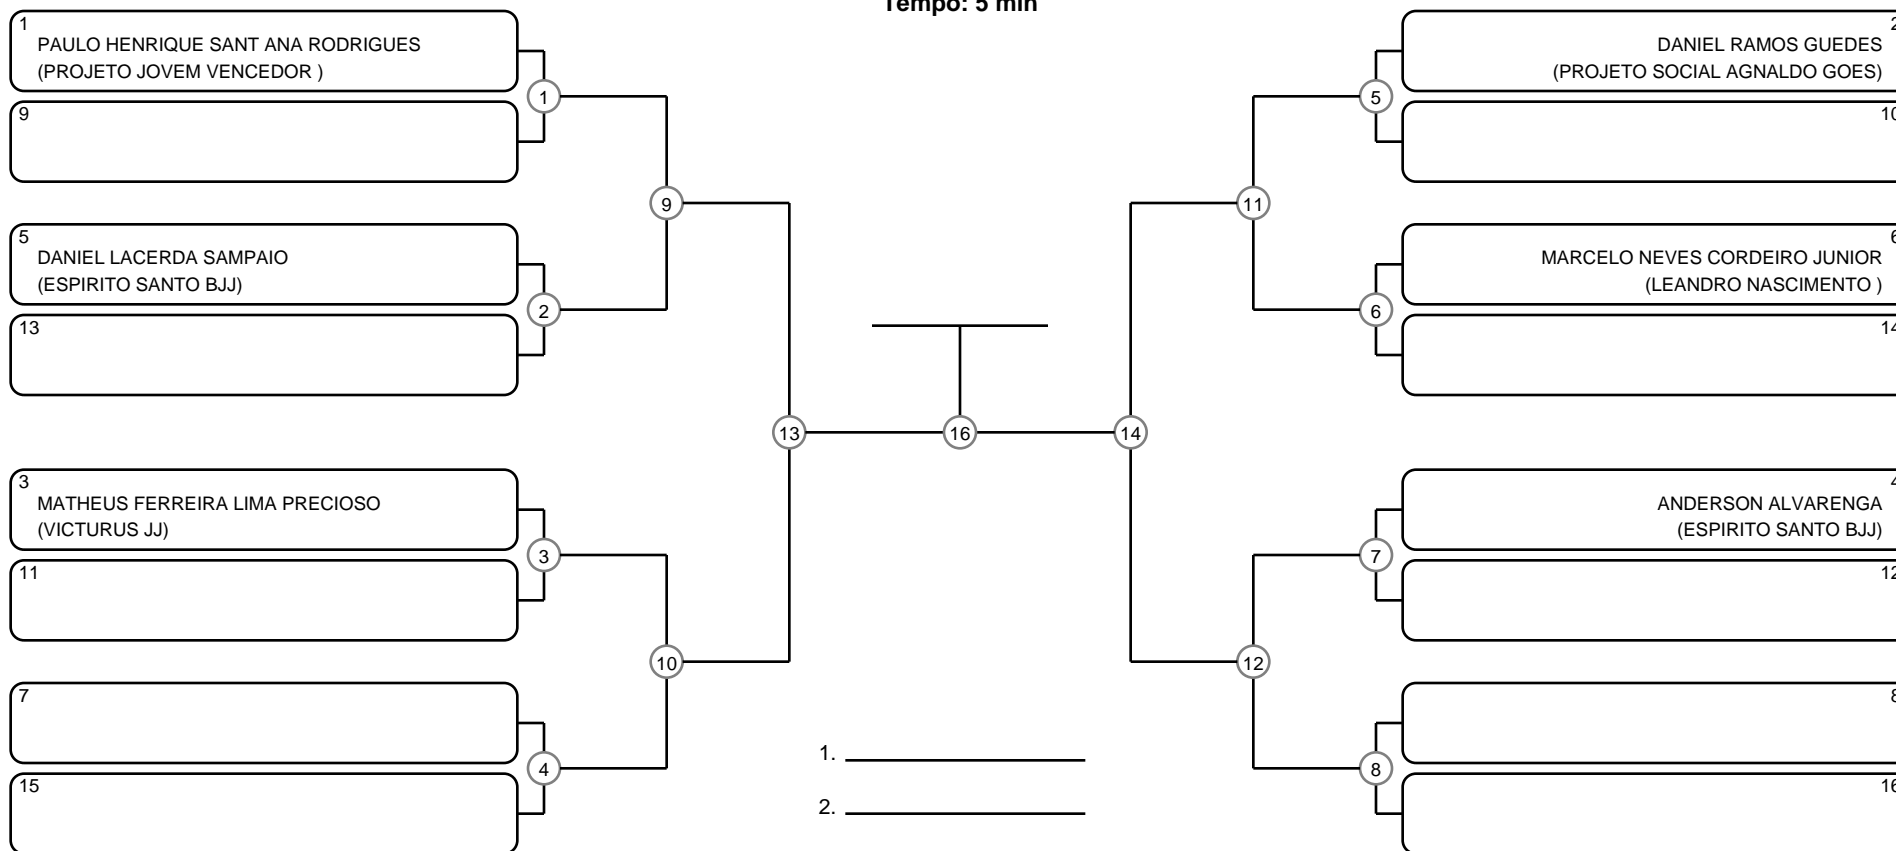 Tempo: 5 min
1
PAULO HENRIQUE SANT ANA RODRIGUES
(PROJETO JOVEM VENCEDOR )
9
1
5
DANIEL LACERDA SAMPAIO
(ESPIRITO SANTO BJJ)
13
2
9
3
MATHEUS FERREIRA LIMA PRECIOSO
(VICTURUS JJ)
11
3
7
15
4
10
13
16
14
2
DANIEL RAMOS GUEDES
(PROJETO SOCIAL AGNALDO GOES)
10
5
6
MARCELO NEVES CORDEIRO JUNIOR
(LEANDRO NASCIMENTO )
14
6
11
4
ANDERSON ALVARENGA
(ESPIRITO SANTO BJJ)
12
7
8
16
8
12
1.
2.